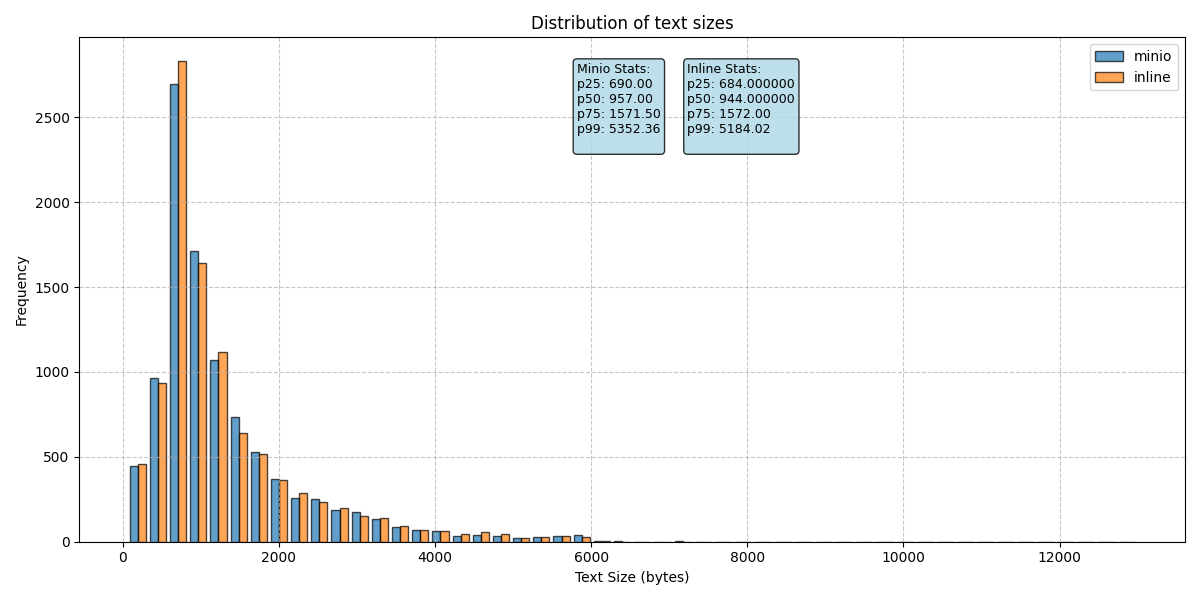 Distribution of text sizes
minio
inline
Minio Stats:
p25: 690.00
p50: 957.00
p75: 1571.50
p99: 5352.36
Inline Stats:
p25: 684.000000
p50: 944.000000
p75: 1572.00
p99: 5184.02
Frequency
2500
2000
1500
1000
500
0
0 2000 4000 6000 8000 10000 12000
Text Size (bytes)